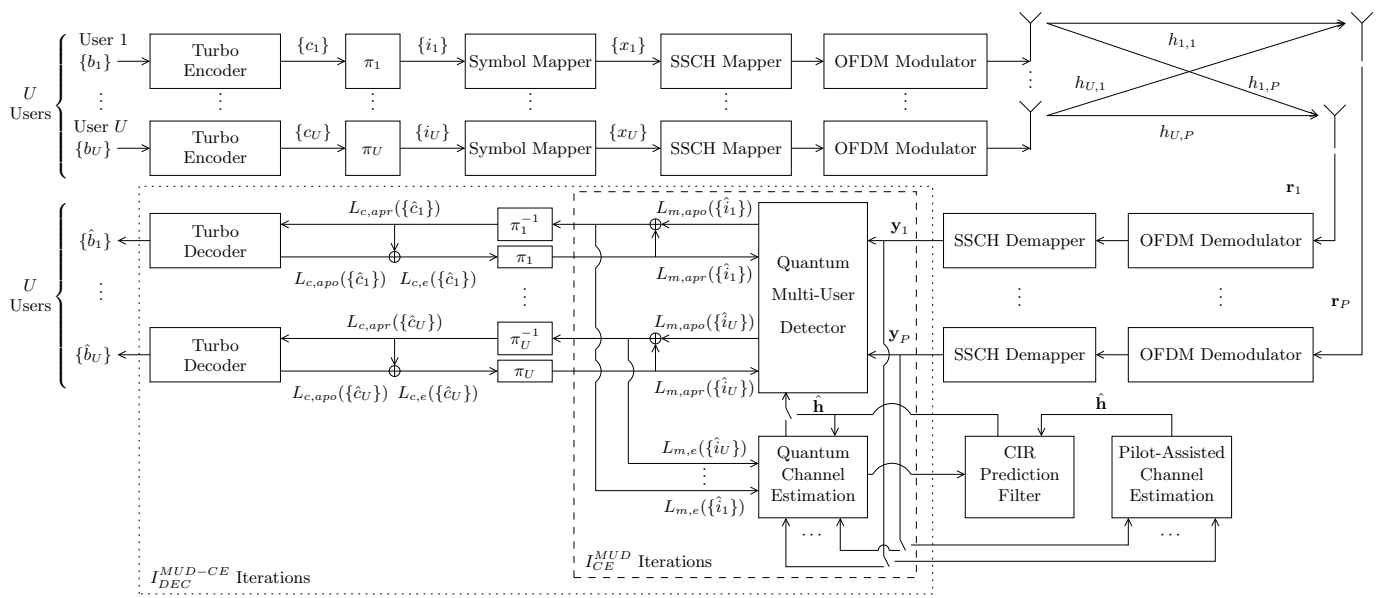 User 1
{b_1}
Turbo Encoder
{c_1}
π_1
{i_1}
Symbol Mapper
{x_1}
SSCH Mapper
OFDM Modulator
h_{1,1}
h_{U,1}
h_{1,P}
h_{U,P}
U Users
⋮
User U
{b_U}
Turbo Encoder
{c_U}
π_U
{i_U}
Symbol Mapper
{x_U}
SSCH Mapper
OFDM Modulator
r_1
r_P
U Users
{b̂_1}
⋮
{b̂_U}
Turbo Decoder
L_{c,apr}({ĉ_1})
L_{c,apo}({ĉ_1})
L_{c,e}({ĉ_1})
π_1^{-1}
π_1
L_{m,apo}({î_1})
L_{m,apr}({î_1})
Quantum Multi-User Detector
y_1
SSCH Demapper
OFDM Demodulator
Turbo Decoder
L_{c,apr}({ĉ_U})
L_{c,apo}({ĉ_U})
L_{c,e}({ĉ_U})
π_U^{-1}
π_U
L_{m,apo}({î_U})
L_{m,apr}({î_U})
y_P
SSCH Demapper
OFDM Demodulator
ĥ
ĥ
L_{m,e}({î_U})
⋮
L_{m,e}({î_1})
Quantum Channel Estimation
CIR Prediction Filter
Pilot-Assisted Channel Estimation
...
...
I_{CE}^{MUD} Iterations
I_{DEC}^{MUD-CE} Iterations